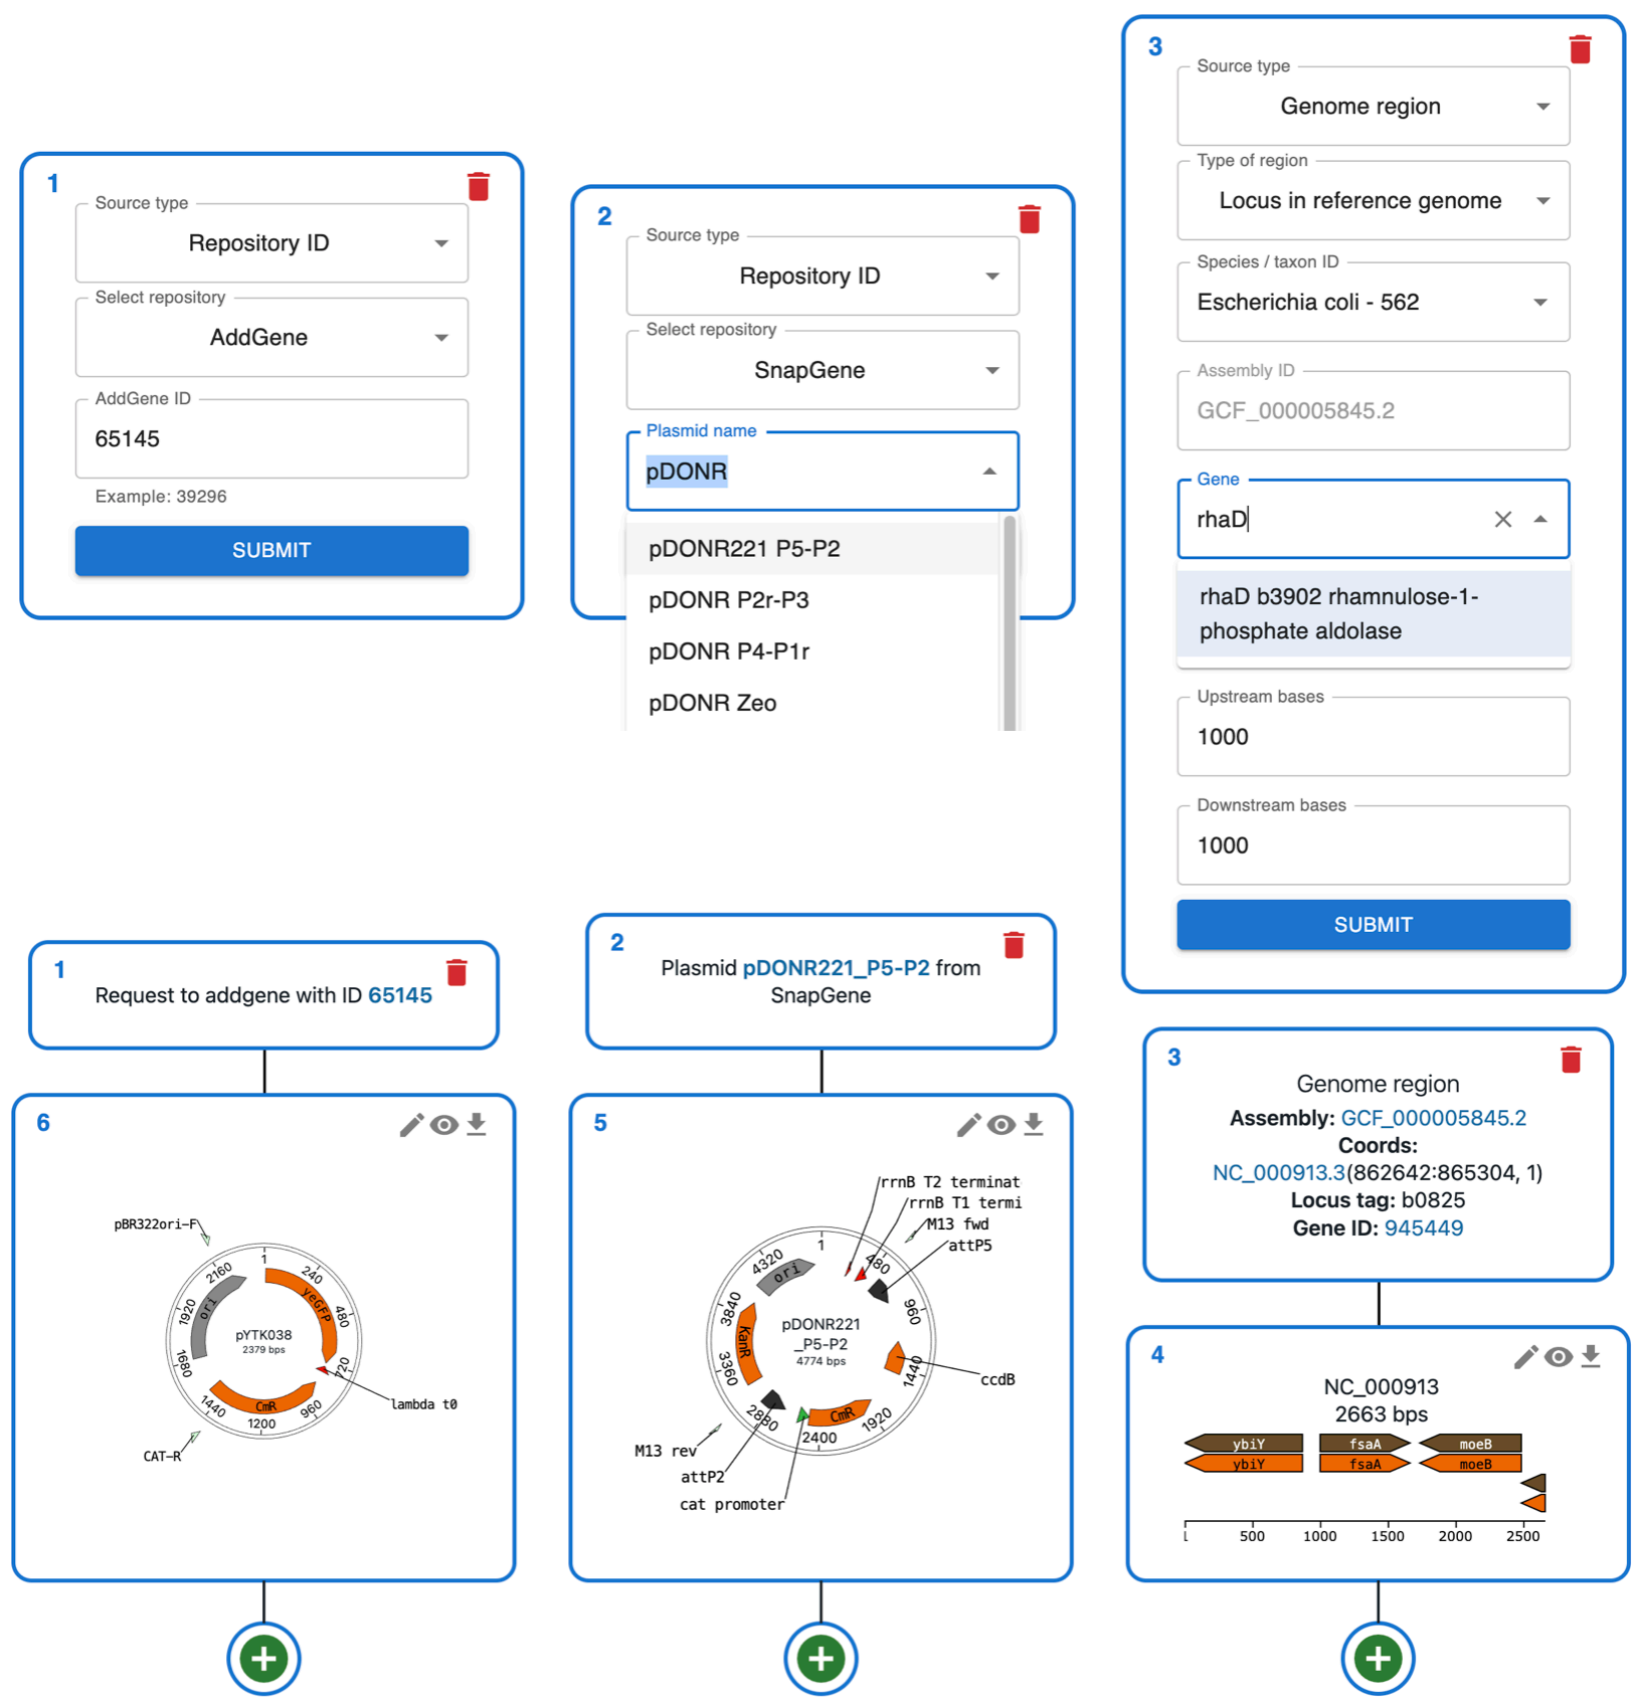 1
Source type
Repository ID
Select repository
AddGene
AddGene ID
65145
Example: 39296
SUBMIT
2
Source type
Repository ID
Select repository
SnapGene
Plasmid name
pDONR
pDONR221 P5-P2
pDONR P2r-P3
pDONR P4-P1r
pDONR Zeo
3
Source type
Genome region
Type of region
Locus in reference genome
Species / taxon ID
Escherichia coli - 562
Assembly ID
GCF_000005845.2
Gene
rhaD
rhaD b3902 rhamnulose-1-
phosphate aldolase
Upstream bases
1000
Downstream bases
1000
SUBMIT
1
Request to addgene with ID 65145
6
pBR322ori-F
1
240
480
720
960
1200
1440
1680
1920
2160
yeGFP
ori
CmR
pYTK038
2379 bps
lambda t0
CAT-R
2
Plasmid pDONR221_P5-P2 from
SnapGene
5
rrnB T2 terminat
rrnB T1 termi
M13 fwd
attP5
1
480
960
1440
1920
2400
2880
3360
3840
4320
ori
KanR
CmR
pDONR221
_P5-P2
4774 bps
ccdB
M13 rev
attP2
cat promoter
3
Genome region
Assembly: GCF_000005845.2
Coords:
NC_000913.3(862642:865304, 1)
Locus tag: b0825
Gene ID: 945449
4
NC_000913
2663 bps
ybiY fsaA moeB
ybiY fsaA moeB
1 500 1000 1500 2000 2500